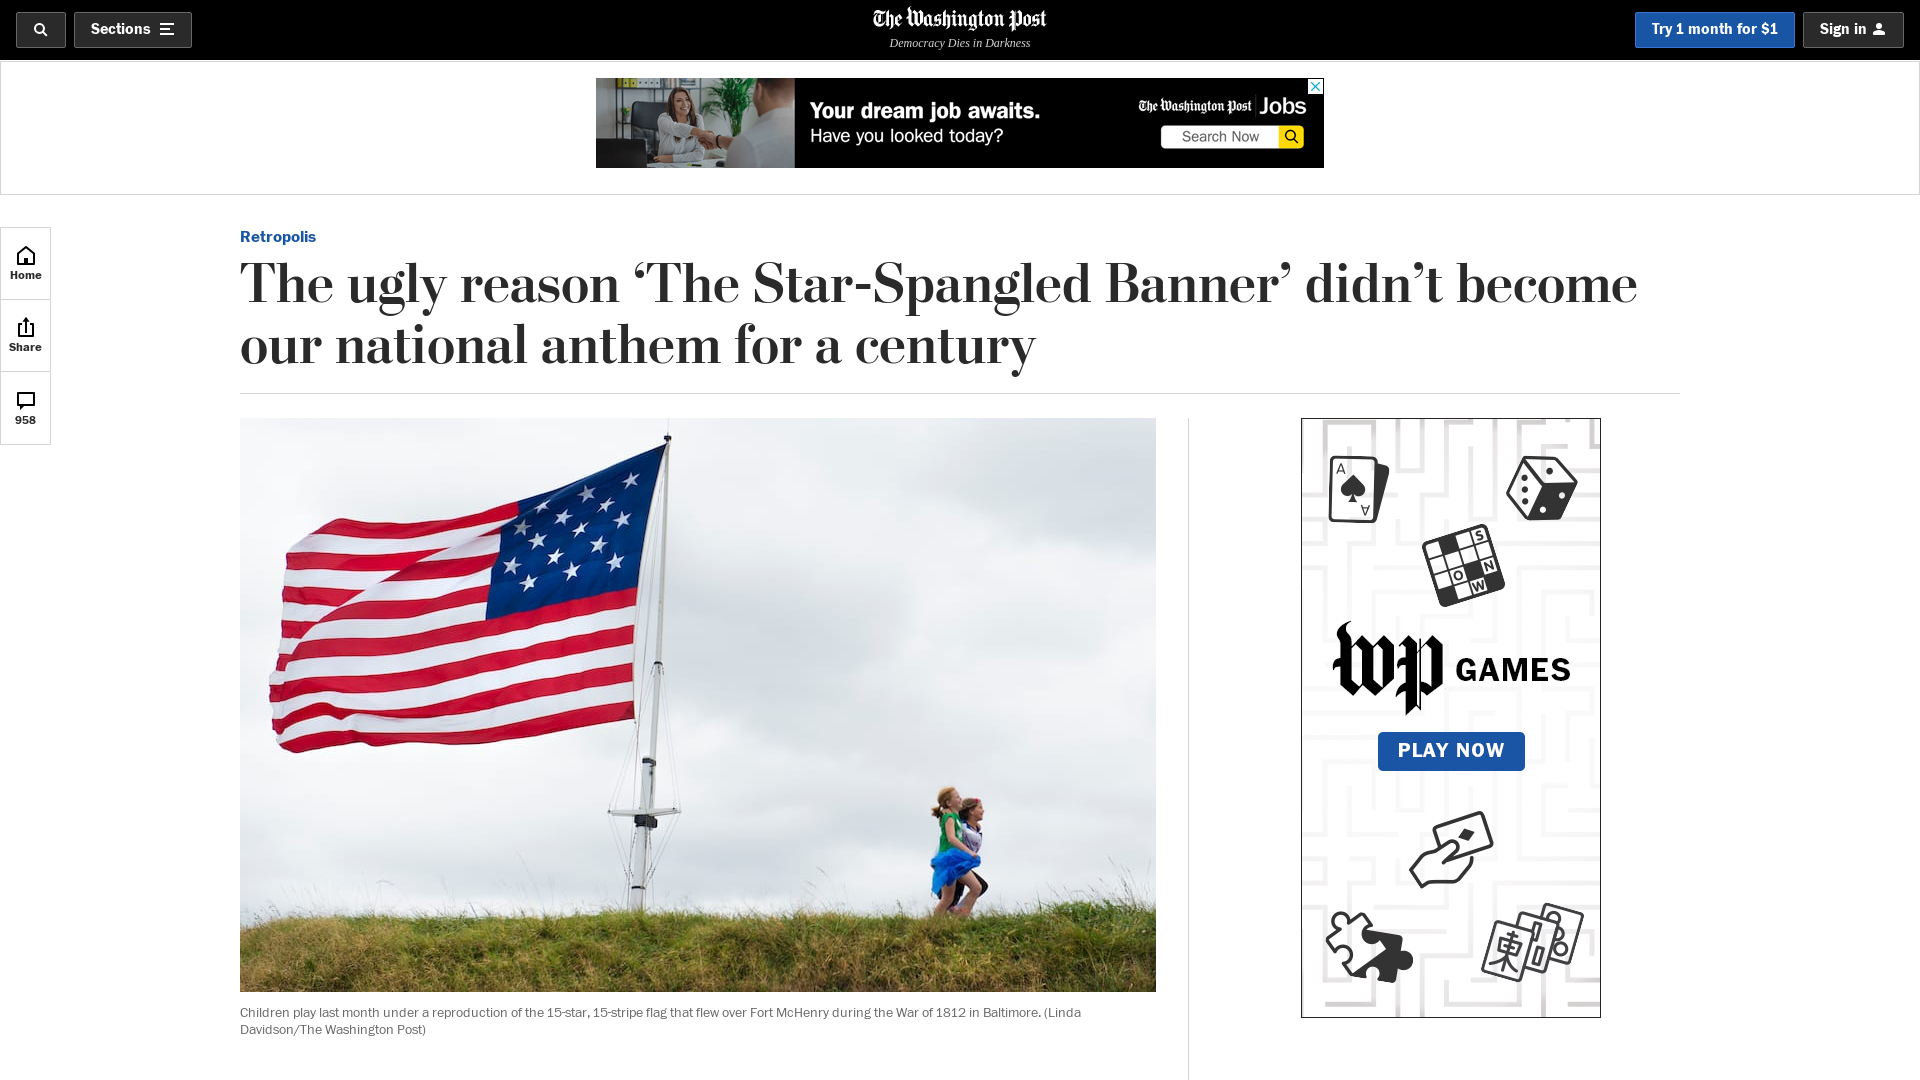 Sections
The Washington Post
Democracy Dies in Darkness
Try 1 month for $1
Sign in
Your dream job awaits.
Have you looked today?
The Washington Post Jobs
Search Now
Home
Share
958
Retropolis
The ugly reason ‘The Star-Spangled Banner’ didn’t become
our national anthem for a century
A
A
S
O N
W
wp GAMES
PLAY NOW
東
Children play last month under a reproduction of the 15-star, 15-stripe flag that flew over Fort McHenry during the War of 1812 in Baltimore. (Linda
Davidson/The Washington Post)